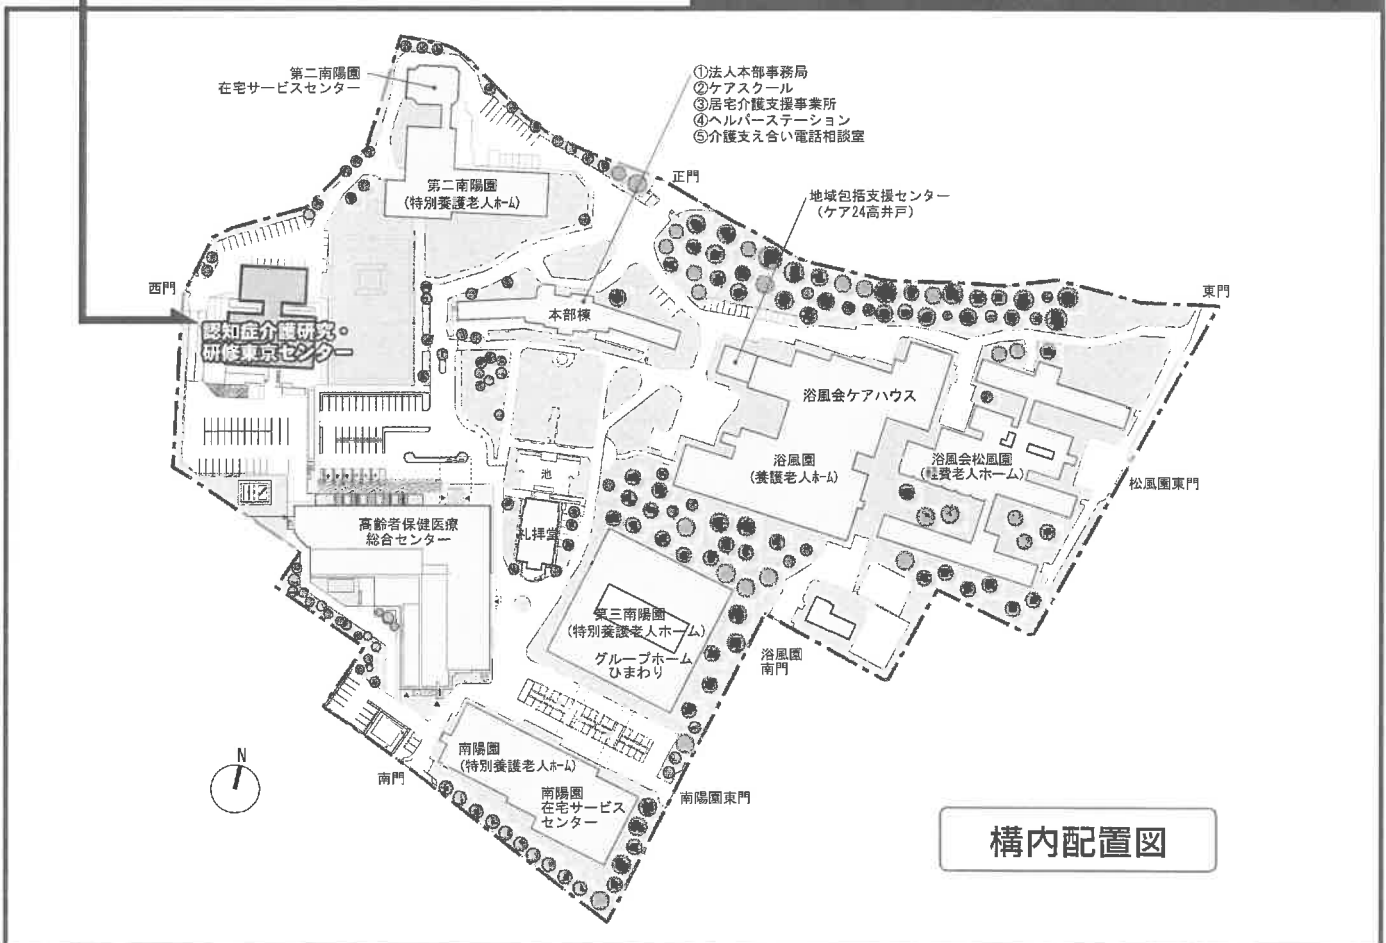 第二南陽園
在宅サービスセンター
①法人本部事務局
②ケアスクール
③居宅介護支援事業所
④ヘルパーステーション
⑤介護支え合い電話相談室
正門
第二南陽園
(特別養護老人ホーム)
地域包括支援センター
(ケア24高井戸)
西門
東門
本部棟
認知症介護研究・
研修東京センター
浴風会ケアハウス
浴風園
(養護老人ホーム)
浴風会松風園
(軽費老人ホーム)
松風園東門
池
高齢者保健医療
総合センター
礼拝堂
第三南陽園
(特別養護老人ホーム)
グループホーム
ひまわり
浴風園
南門
N
南門
南陽園
(特別養護老人ホーム)
南陽園
在宅サービス
センター
南陽園東門
構内配置図